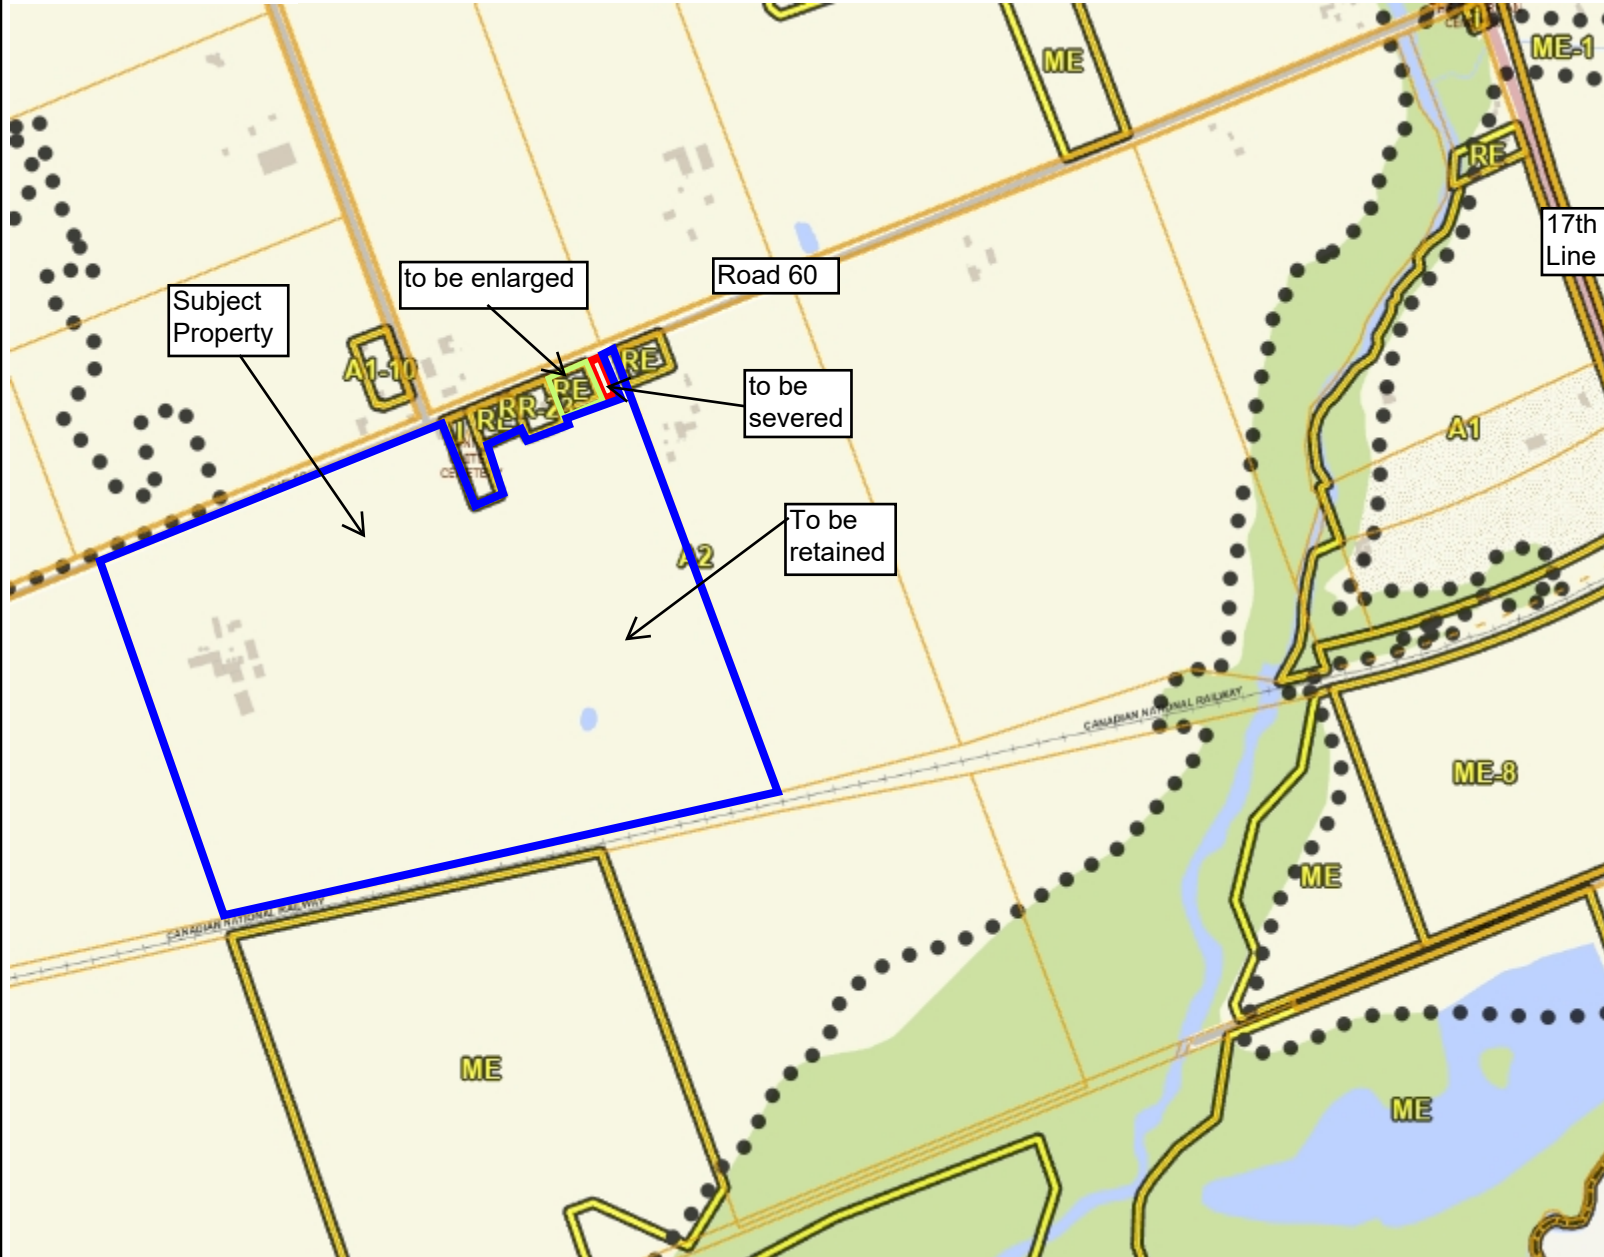 ME
ME-1
RE
17th
Line
Road 60
to be enlarged
Subject
Property
A1-10
RE
RE
to be
severed
I
RE
RR-2
A1
To be
retained
A2
CANADIAN NATIONAL RAILWAY
ME-8
ME
CANADIAN NATIONAL RAILWAY
ME
ME